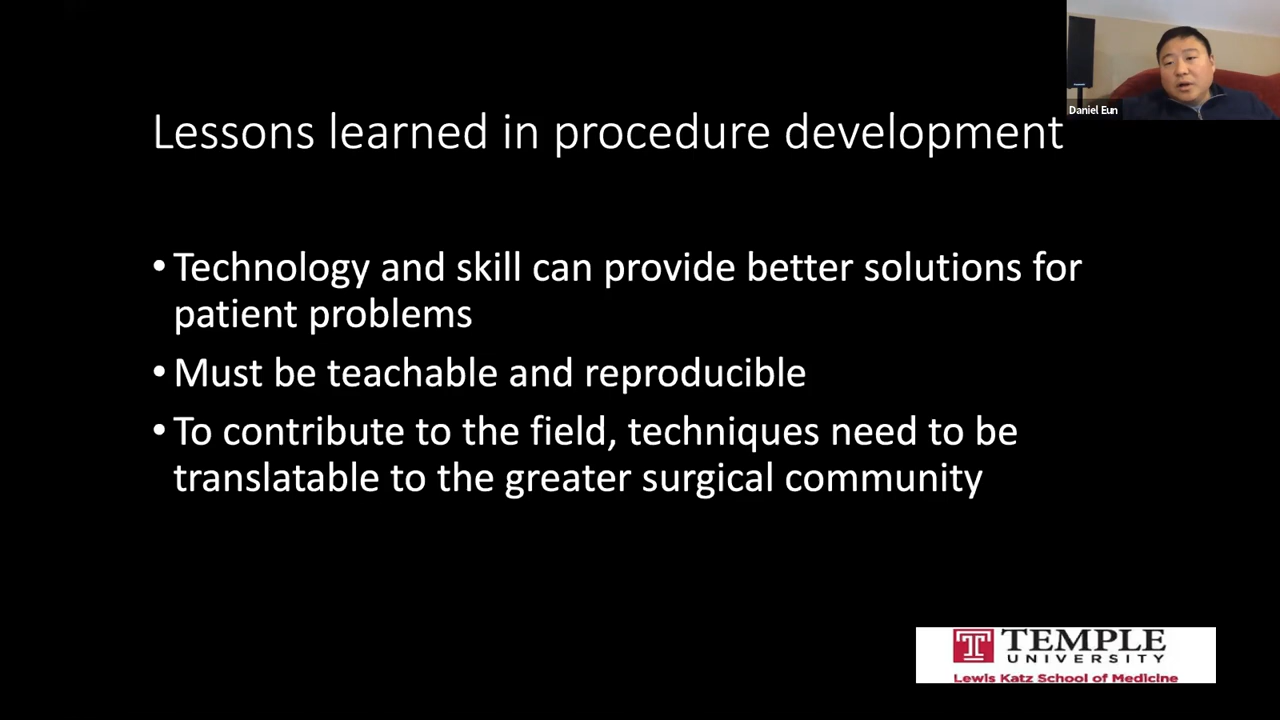 Daniel Eun
Lessons learned in procedure development
• Technology and skill can provide better solutions for
patient problems
• Must be teachable and reproducible
• To contribute to the field, techniques need to be
translatable to the greater surgical community
TEMPLE
UNIVERSITY
Lewis Katz School of Medicine